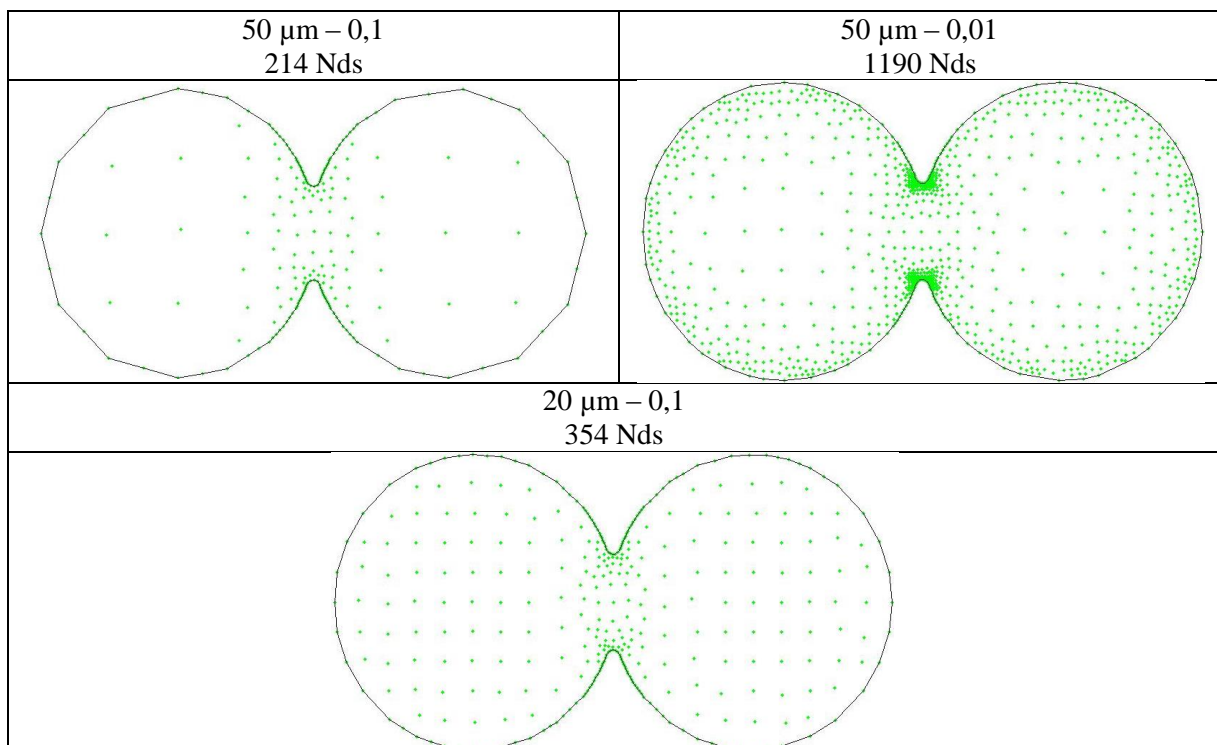 50 µm – 0,1
214 Nds
50 µm – 0,01
1190 Nds
20 µm – 0,1
354 Nds